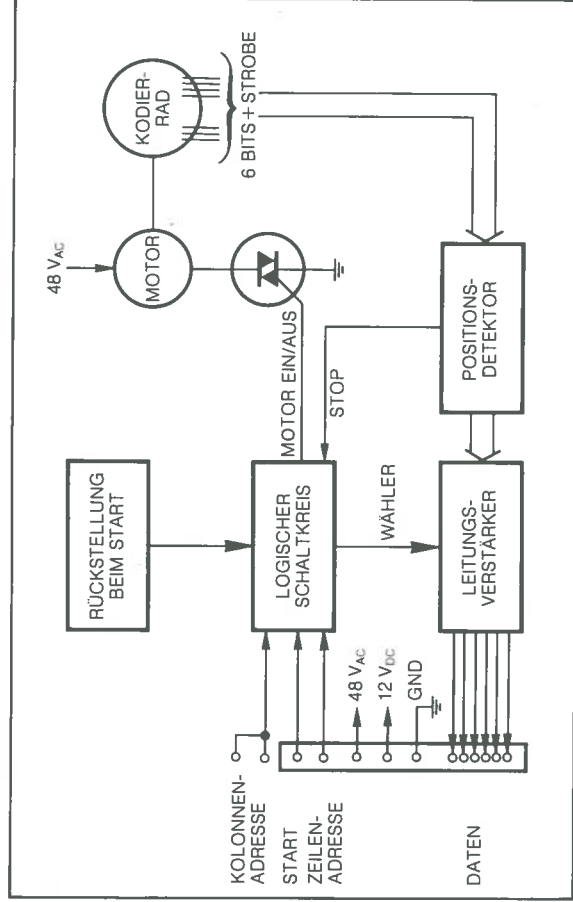 RÜCKSTELLUNG
BEIM START
48 VAC
MOTOR
KODIER-
RAD
6 BITS + STROBE
MOTOR EIN/AUS
STOP
LOGISCHER
SCHALTKREIS
WÄHLER
POSITIONS-
DETEKTOR
LEITUNGS-
VERSTÄRKER
KOLONNEN-
ADRESSE
START
ZEILEN-
ADRESSE
48 VAC
12 VDC
GND
DATEN